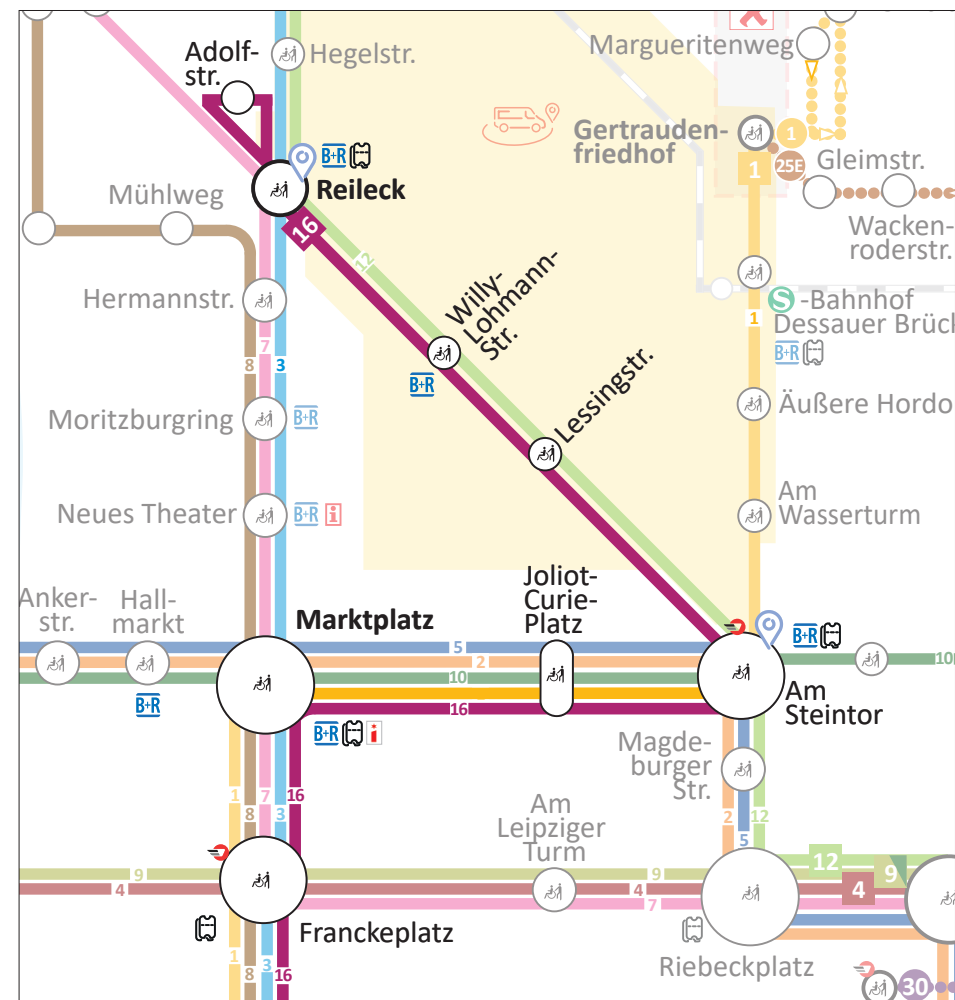 Adolf-
str.
Hegelstr.
Margueritenweg
Gertrauden-
friedhof
1
1
25E
Gleimstr.
B+R
Reileck
Mühlweg
16
12
Wacken-
roderstr.
Willy-
Lohmann-
Str.
B+R
Hermannstr.
S -Bahnhof
Dessauer Brück
B+R
1
7
8
3
Lessingstr.
Moritzburgring
B+R
Äußere Hordo
Neues Theater
B+R i
Am
Wasserturm
Anker-
str.
Hall-
markt
B+R
Marktplatz
Joliot-
Curie-
Platz
5
2
10
16
B+R i
B+R
10
Am
Steintor
Magde-
burger
Str.
1
8
7
3
16
2
5
12
Am
Leipziger
Turm
9
4
9
4
7
12
4
9
Franckeplatz
Riebeckplatz
1
8
3
16
30